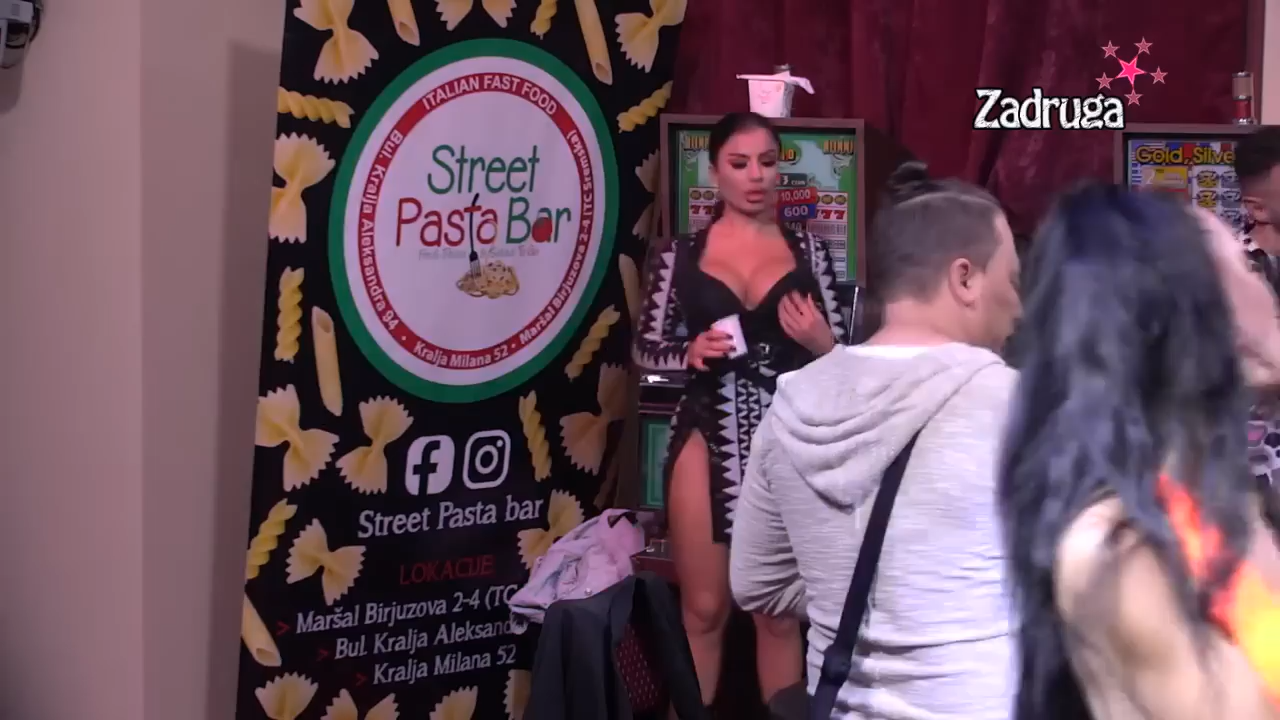 ITALIAN FAST FOOD
Bul. Kralja Aleksandra 94 • Kralja Milana 52 • Maršal Birjuzova 2-4 (TC Sremska)
Street
Pasta Bar
Street Pasta bar
LOKACIJE
> Maršal Birjuzova 2-4 (TC
> Bul. Kralja Aleksand
> Kralja Milana 52
Zadruga
10,000
600
Gold Silve